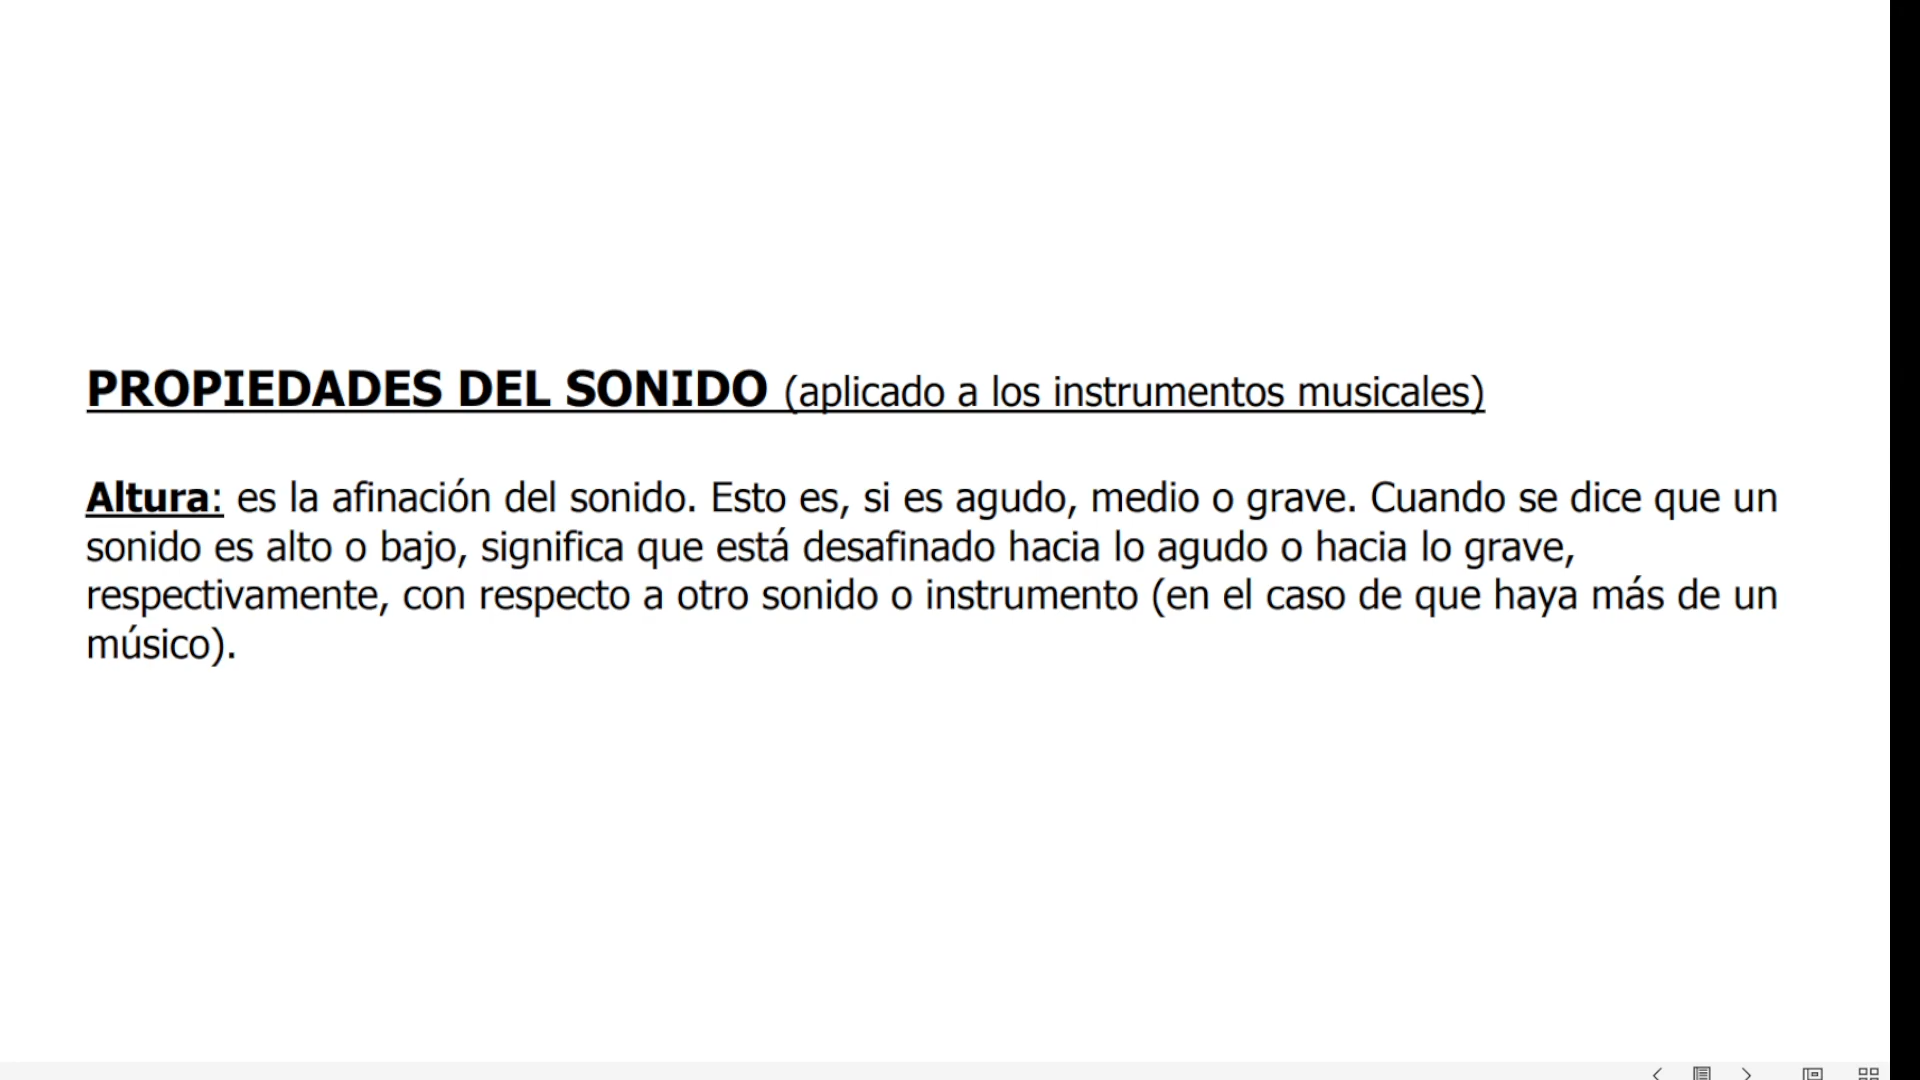 PROPIEDADES DEL SONIDO (aplicado a los instrumentos musicales)
Altura: es la afinación del sonido. Esto es, si es agudo, medio o grave. Cuando se dice que un
sonido es alto o bajo, significa que está desafinado hacia lo agudo o hacia lo grave,
respectivamente, con respecto a otro sonido o instrumento (en el caso de que haya más de un
músico).